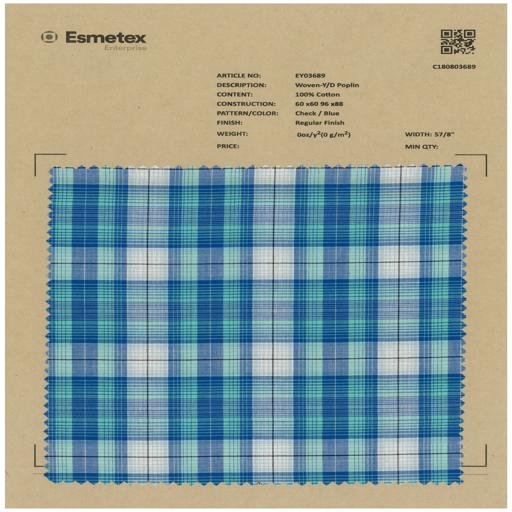 Esmetex
Enterprise
C180803689
ARTICLE NO: EY03689
DESCRIPTION: Woven-Y/D Poplin
CONTENT: 100% Cotton
CONSTRUCTION: 60 x60 96 x88
PATTERN/COLOR: Check / Blue
FINISH: Regular Finish
WEIGHT: 0oz/y²(0 g/m²) WIDTH: 57/8"
PRICE: MIN QTY: